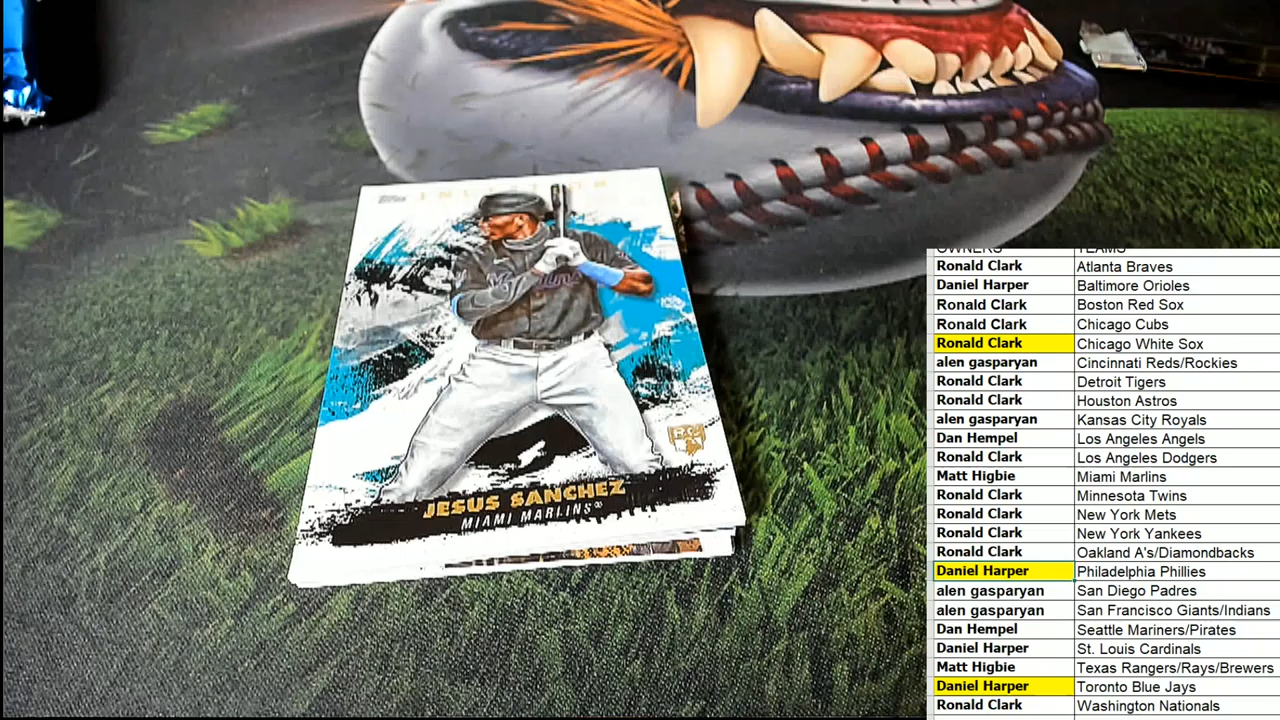 Topps
INCEPTION
Marlins
RC
JESUS SANCHEZ
MIAMI MARLINS®
OWNERS TEAMS
Ronald Clark Atlanta Braves
Daniel Harper Baltimore Orioles
Ronald Clark Boston Red Sox
Ronald Clark Chicago Cubs
Ronald Clark Chicago White Sox
alen gasparyan Cincinnati Reds/Rockies
Ronald Clark Detroit Tigers
Ronald Clark Houston Astros
alen gasparyan Kansas City Royals
Dan Hempel Los Angeles Angels
Ronald Clark Los Angeles Dodgers
Matt Higbie Miami Marlins
Ronald Clark Minnesota Twins
Ronald Clark New York Mets
Ronald Clark New York Yankees
Ronald Clark Oakland A's/Diamondbacks
Daniel Harper Philadelphia Phillies
alen gasparyan San Diego Padres
alen gasparyan San Francisco Giants/Indians
Dan Hempel Seattle Mariners/Pirates
Daniel Harper St. Louis Cardinals
Matt Higbie Texas Rangers/Rays/Brewers
Daniel Harper Toronto Blue Jays
Ronald Clark Washington Nationals